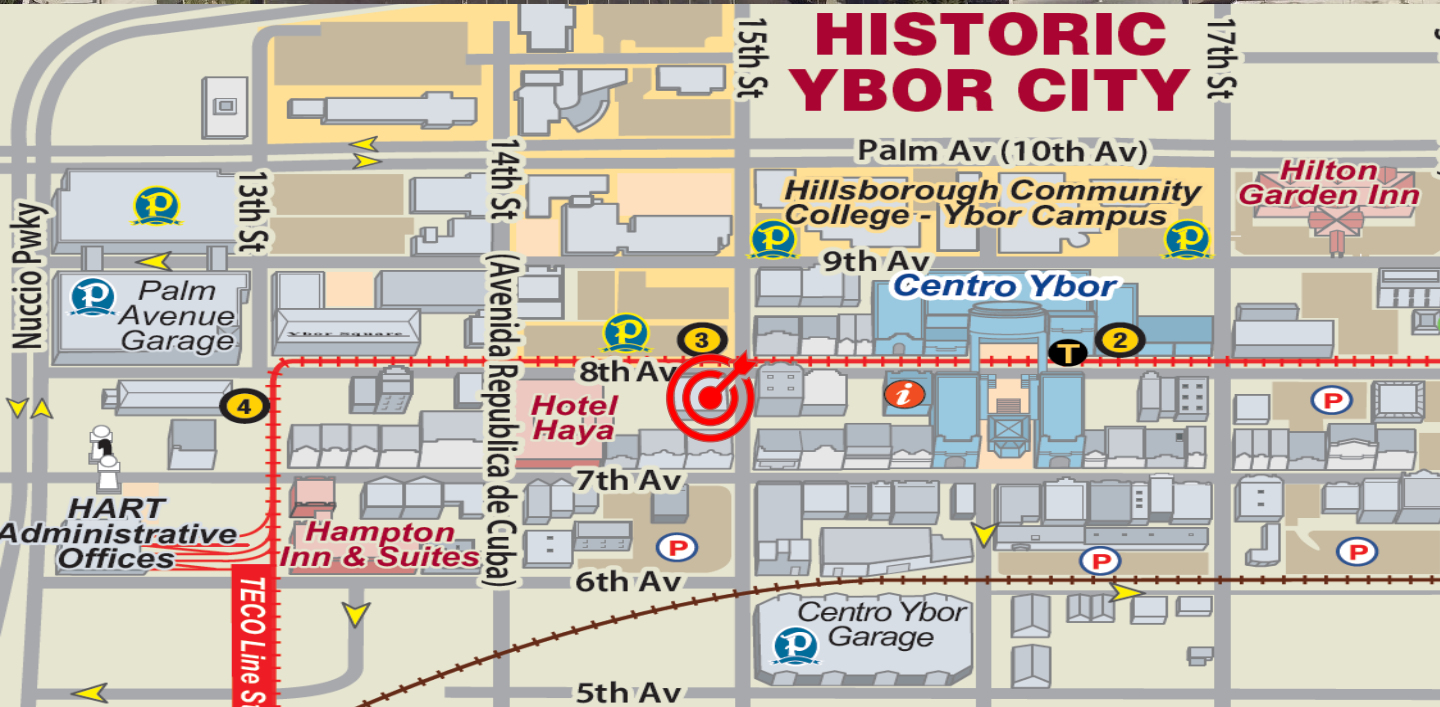 HISTORIC
YBOR CITY
15th St
17th St
Palm Av (10th Av)
14th St (Avenida Republica de Cuba)
13th St
Nuccio Pwky
Hilton
Garden Inn
Hillsborough Community
College - Ybor Campus
P
P
P
9th Av
Centro Ybor
P
Palm
Avenue
Garage
Ybor Square
P
3
T
2
8th Av
4
Hotel
Haya
i
P
7th Av
HART
Administrative
Offices
Hampton
Inn & Suites
P
P
P
6th Av
TECO Line S
Centro Ybor
Garage
P
5th Av